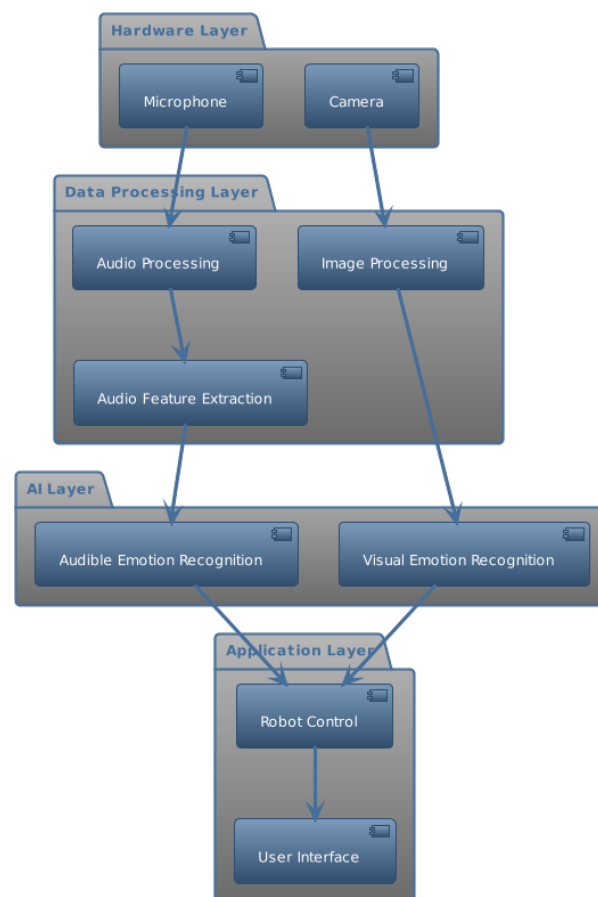 Hardware Layer
Microphone
Camera
Data Processing Layer
Audio Processing
Image Processing
Audio Feature Extraction
AI Layer
Audible Emotion Recognition
Visual Emotion Recognition
Application Layer
Robot Control
User Interface